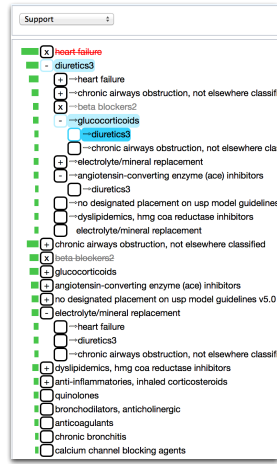 Support
x heart failure
- diuretics3
+ →heart failure
+ →chronic airways obstruction, not elsewhere classified
x →beta blockers2
- →glucocorticoids
→diuretics3
→chronic airways obstruction, not elsewhere cla
+ →electrolyte/mineral replacement
- →angiotensin-converting enzyme (ace) inhibitors
→diuretics3
→no designated placement on usp model guidelines
→dyslipidemics, hmg coa reductase inhibitors
electrolyte/mineral replacement
+ chronic airways obstruction, not elsewhere classified
x beta blockers2
+ glucocorticoids
+ angiotensin-converting enzyme (ace) inhibitors
+ no designated placement on usp model guidelines v5.0
- electrolyte/mineral replacement
→heart failure
→diuretics3
→chronic airways obstruction, not elsewhere classifi
+ dyslipidemics, hmg coa reductase inhibitors
+ anti-inflammatories, inhaled corticosteroids
quinolones
bronchodilators, anticholinergic
anticoagulants
chronic bronchitis
calcium channel blocking agents